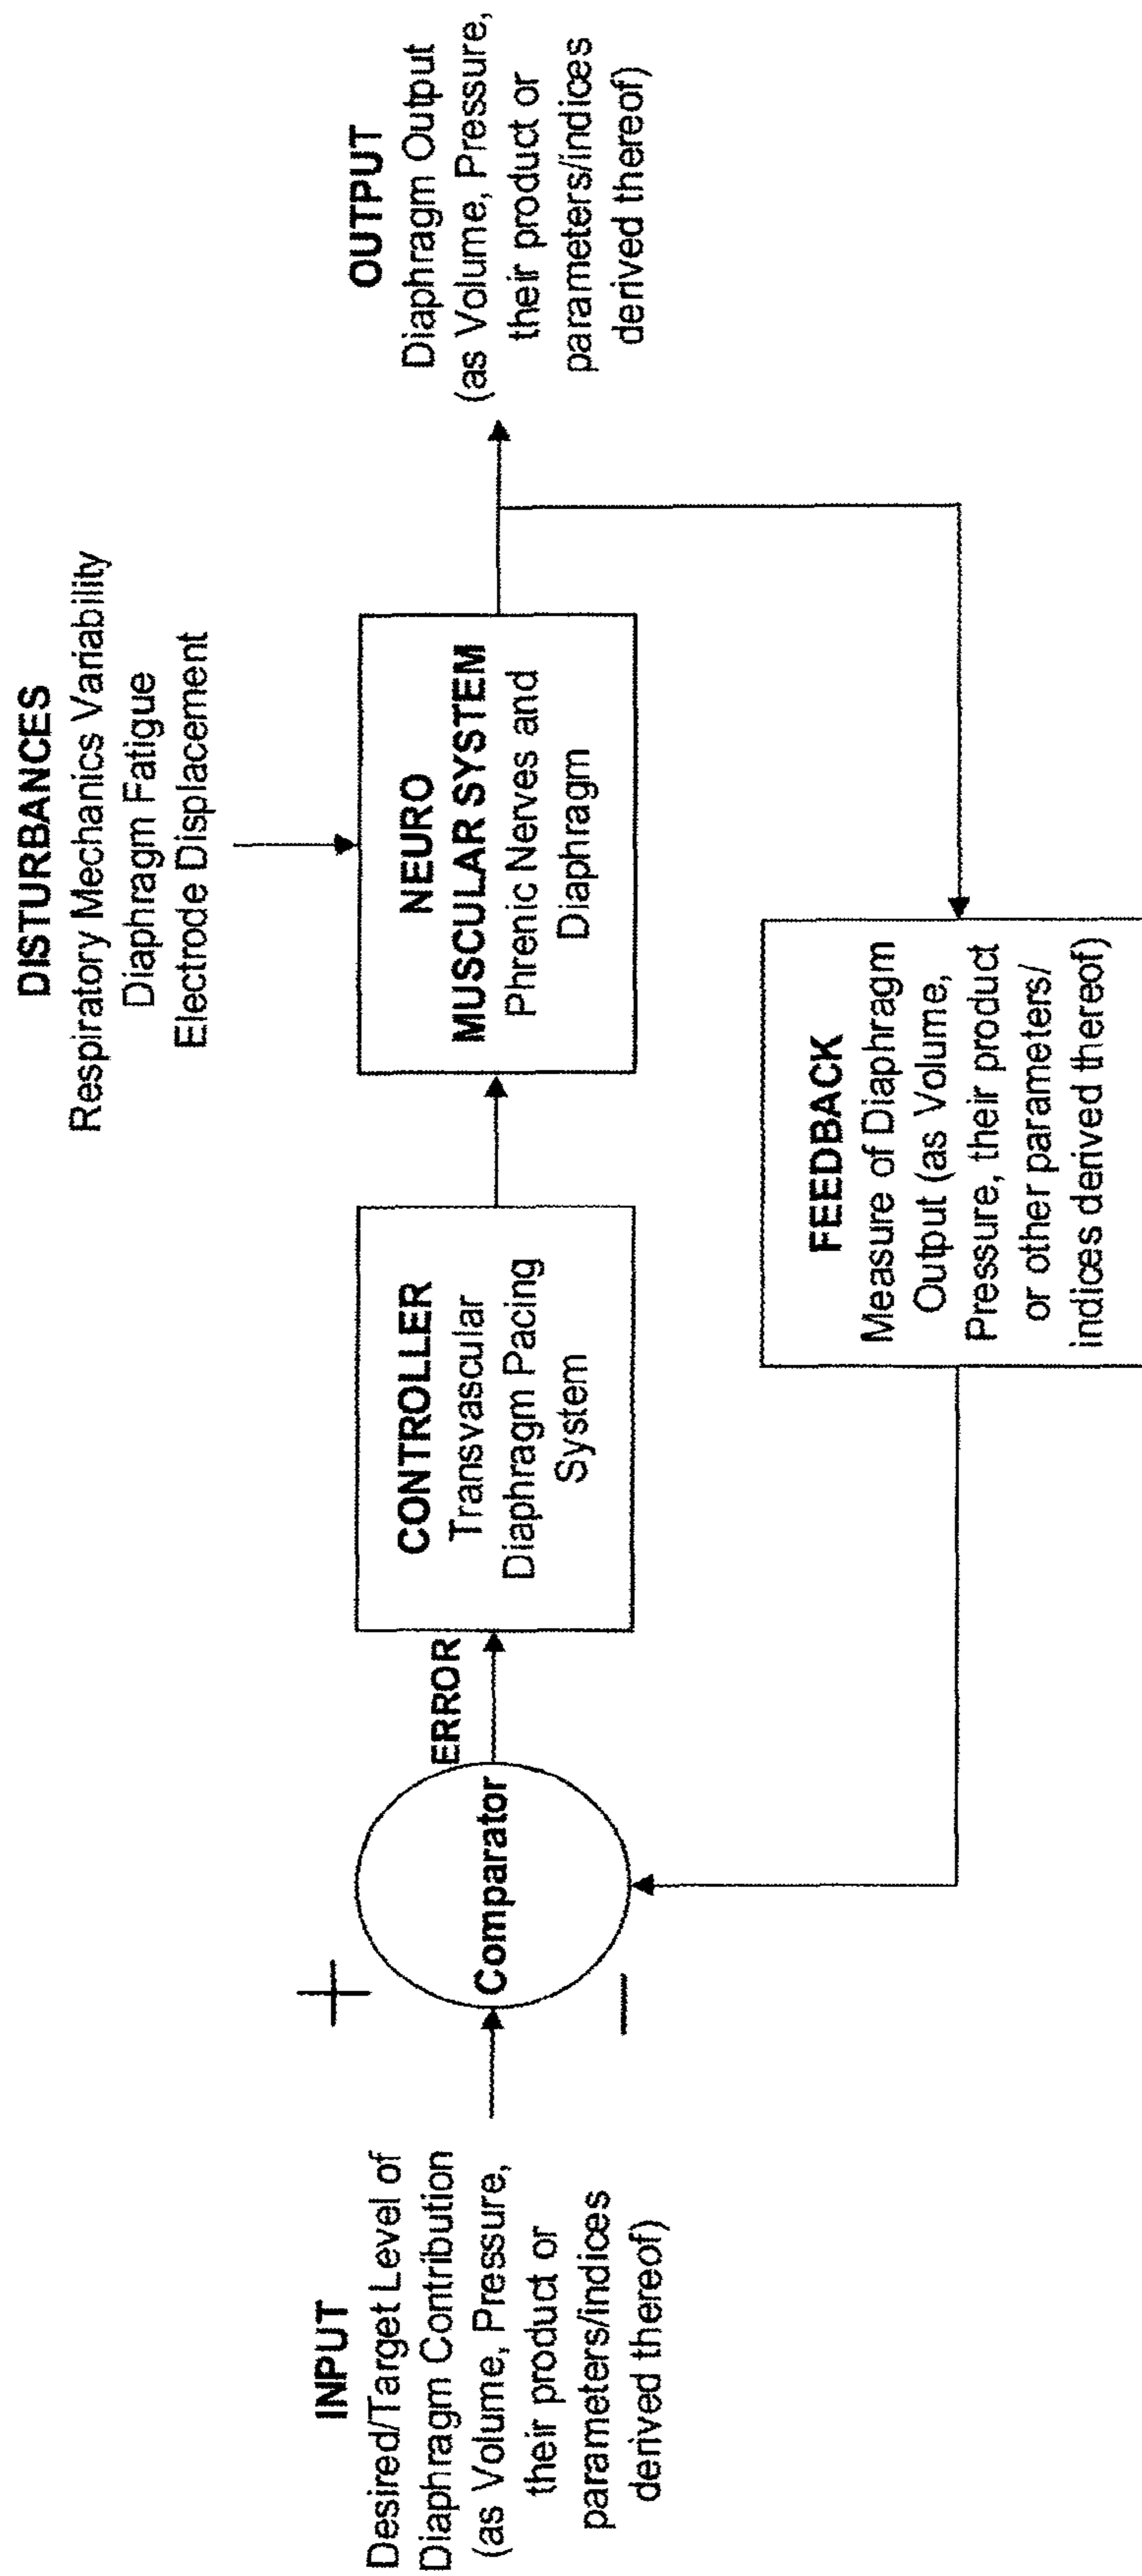 INPUT
Desired/Target Level of
Diaphragm Contribution
(as Volume, Pressure,
their product or
parameters/indices
derived thereof)
+
−
Comparator
ERROR
CONTROLLER
Transvascular
Diaphragm Pacing
System
DISTURBANCES
Respiratory Mechanics Variability
Diaphragm Fatigue
Electrode Displacement
NEURO
MUSCULAR SYSTEM
Phrenic Nerves and
Diaphragm
OUTPUT
Diaphragm Output
(as Volume, Pressure,
their product or
parameters/indices
derived thereof)
FEEDBACK
Measure of Diaphragm
Output (as Volume,
Pressure, their product
or other parameters/
indices derived thereof)